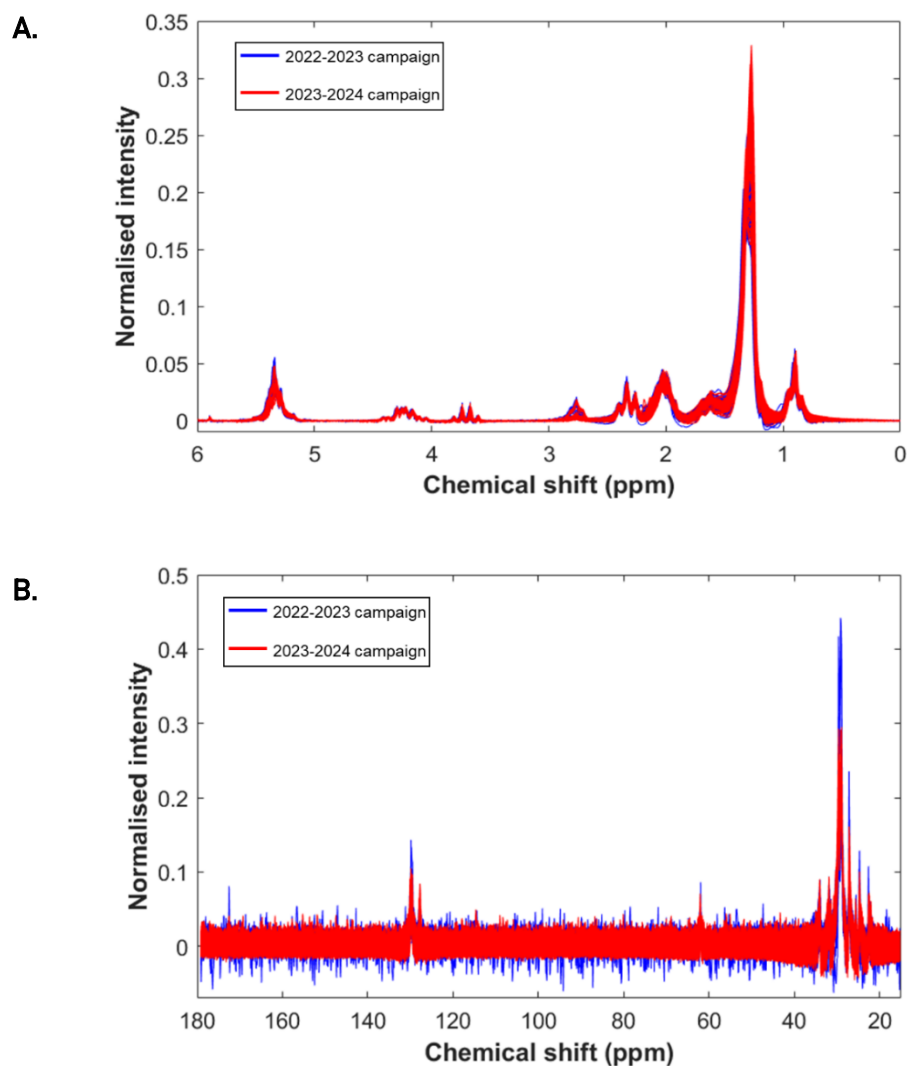 A.
0.35
0.3
0.25
0.2
0.15
0.1
0.05
0
Normalised intensity
2022-2023 campaign
2023-2024 campaign
6 5 4 3 2 1 0
Chemical shift (ppm)
B.
0.5
0.4
0.3
0.2
0.1
0
Normalised intensity
2022-2023 campaign
2023-2024 campaign
180 160 140 120 100 80 60 40 20
Chemical shift (ppm)